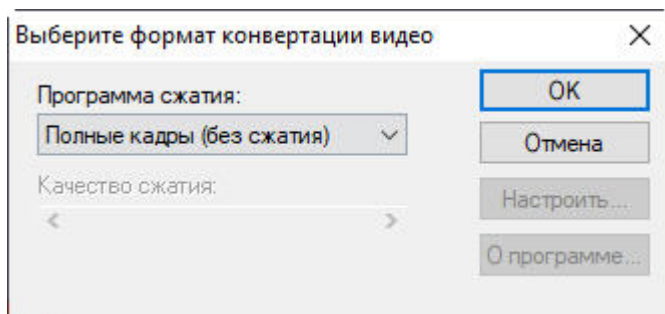 Выберите формат конвертации видео
Программа сжатия:
Полные кадры (без сжатия)
Качество сжатия:
OK
Отмена
Настроить...
О программе...